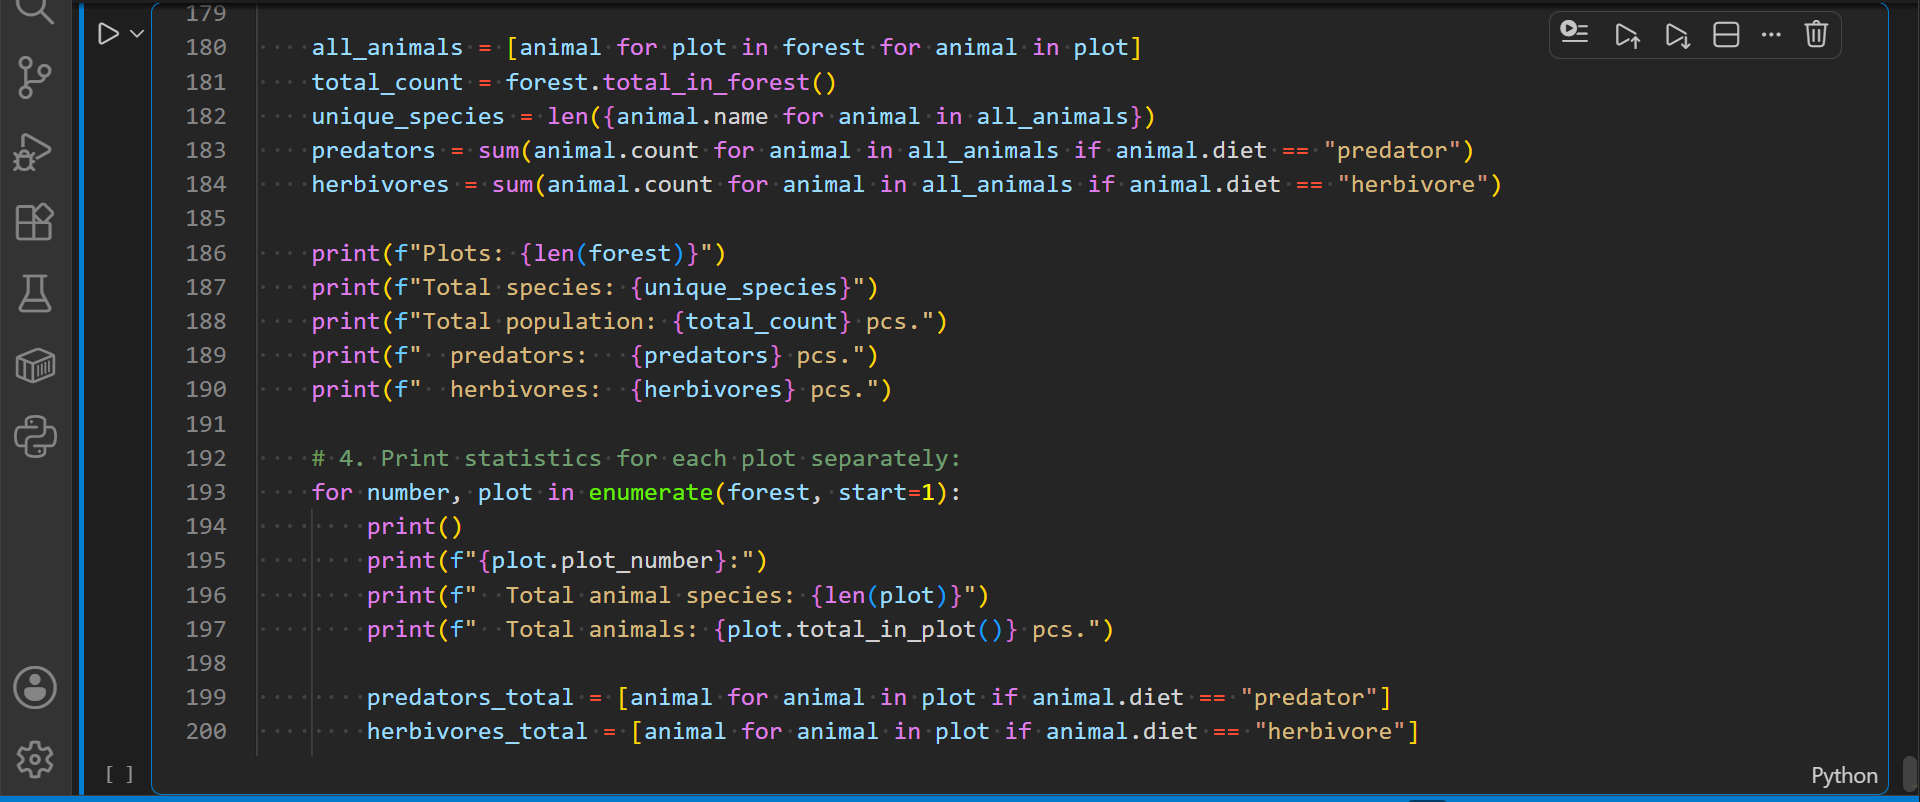 179
180 all_animals = [animal for plot in forest for animal in plot]
181 total_count = forest.total_in_forest()
182 unique_species = len({animal.name for animal in all_animals})
183 predators = sum(animal.count for animal in all_animals if animal.diet == "predator")
184 herbivores = sum(animal.count for animal in all_animals if animal.diet == "herbivore")
185
186 print(f"Plots: {len(forest)}")
187 print(f"Total species: {unique_species}")
188 print(f"Total population: {total_count} pcs.")
189 print(f"  predators:   {predators} pcs.")
190 print(f"  herbivores:  {herbivores} pcs.")
191
192 # 4. Print statistics for each plot separately:
193 for number, plot in enumerate(forest, start=1):
194     print()
195     print(f"{plot.plot_number}:")
196     print(f"  Total animal species: {len(plot)}")
197     print(f"  Total animals: {plot.total_in_plot()} pcs.")
198
199     predators_total = [animal for animal in plot if animal.diet == "predator"]
200     herbivores_total = [animal for animal in plot if animal.diet == "herbivore"]
[ ]
Python